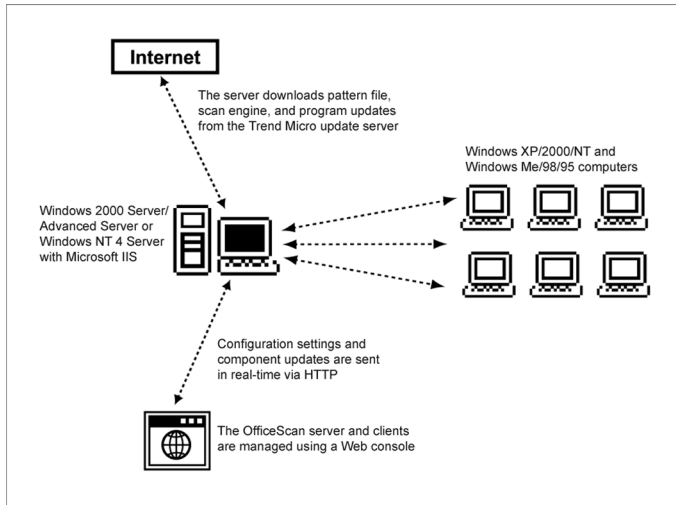 Internet
The server downloads pattern file,
scan engine, and program updates
from the Trend Micro update server
Windows XP/2000/NT and
Windows Me/98/95 computers
Windows 2000 Server/
Advanced Server or
Windows NT 4 Server
with Microsoft IIS
Configuration settings and
component updates are sent
in real-time via HTTP
The OfficeScan server and clients
are managed using a Web console